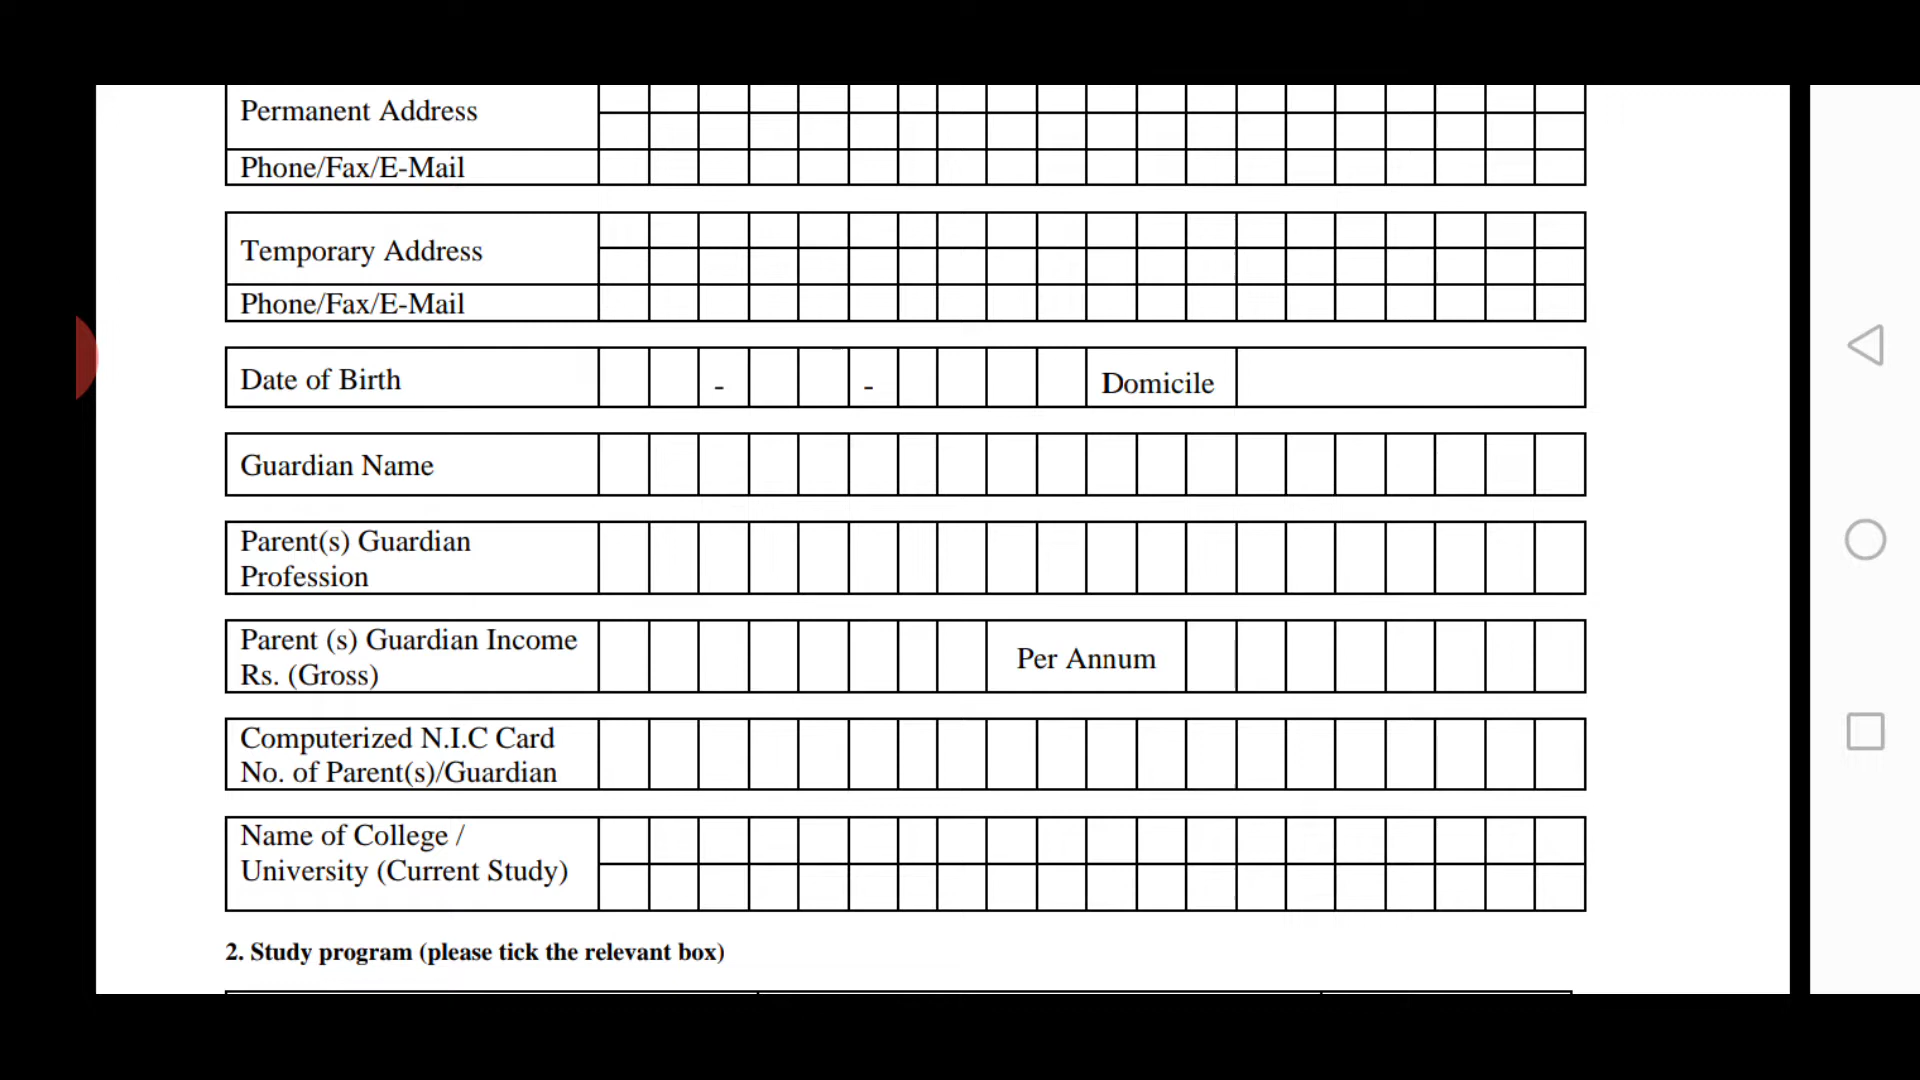 Permanent Address
Phone/Fax/E-Mail
Temporary Address
Phone/Fax/E-Mail
Date of Birth - - Domicile
Guardian Name
Parent(s) Guardian
Profession
Parent (s) Guardian Income
Rs. (Gross)
Per Annum
Computerized N.I.C Card
No. of Parent(s)/Guardian
Name of College /
University (Current Study)
2. Study program (please tick the relevant box)